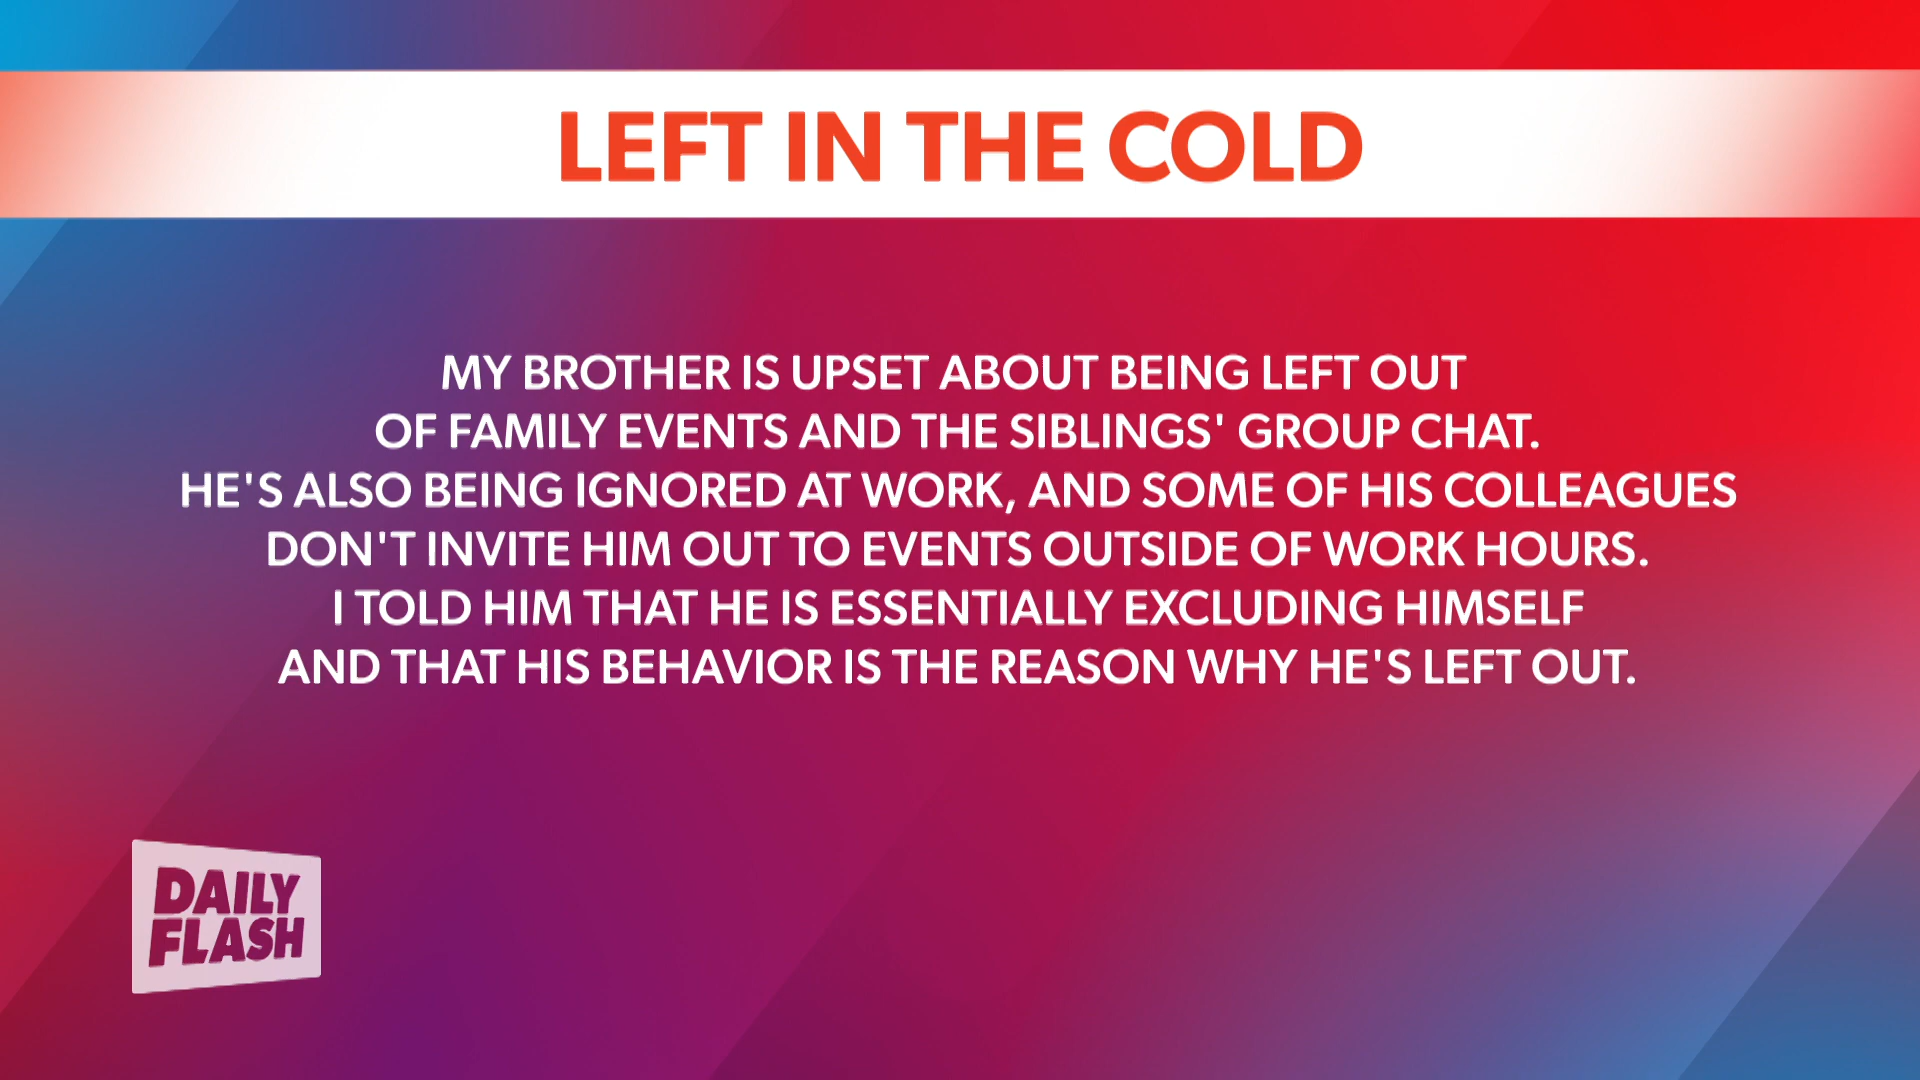 LEFT IN THE COLD
MY BROTHER IS UPSET ABOUT BEING LEFT OUT
OF FAMILY EVENTS AND THE SIBLINGS' GROUP CHAT.
HE'S ALSO BEING IGNORED AT WORK, AND SOME OF HIS COLLEAGUES
DON'T INVITE HIM OUT TO EVENTS OUTSIDE OF WORK HOURS.
I TOLD HIM THAT HE IS ESSENTIALLY EXCLUDING HIMSELF
AND THAT HIS BEHAVIOR IS THE REASON WHY HE'S LEFT OUT.
DAILY
FLASH